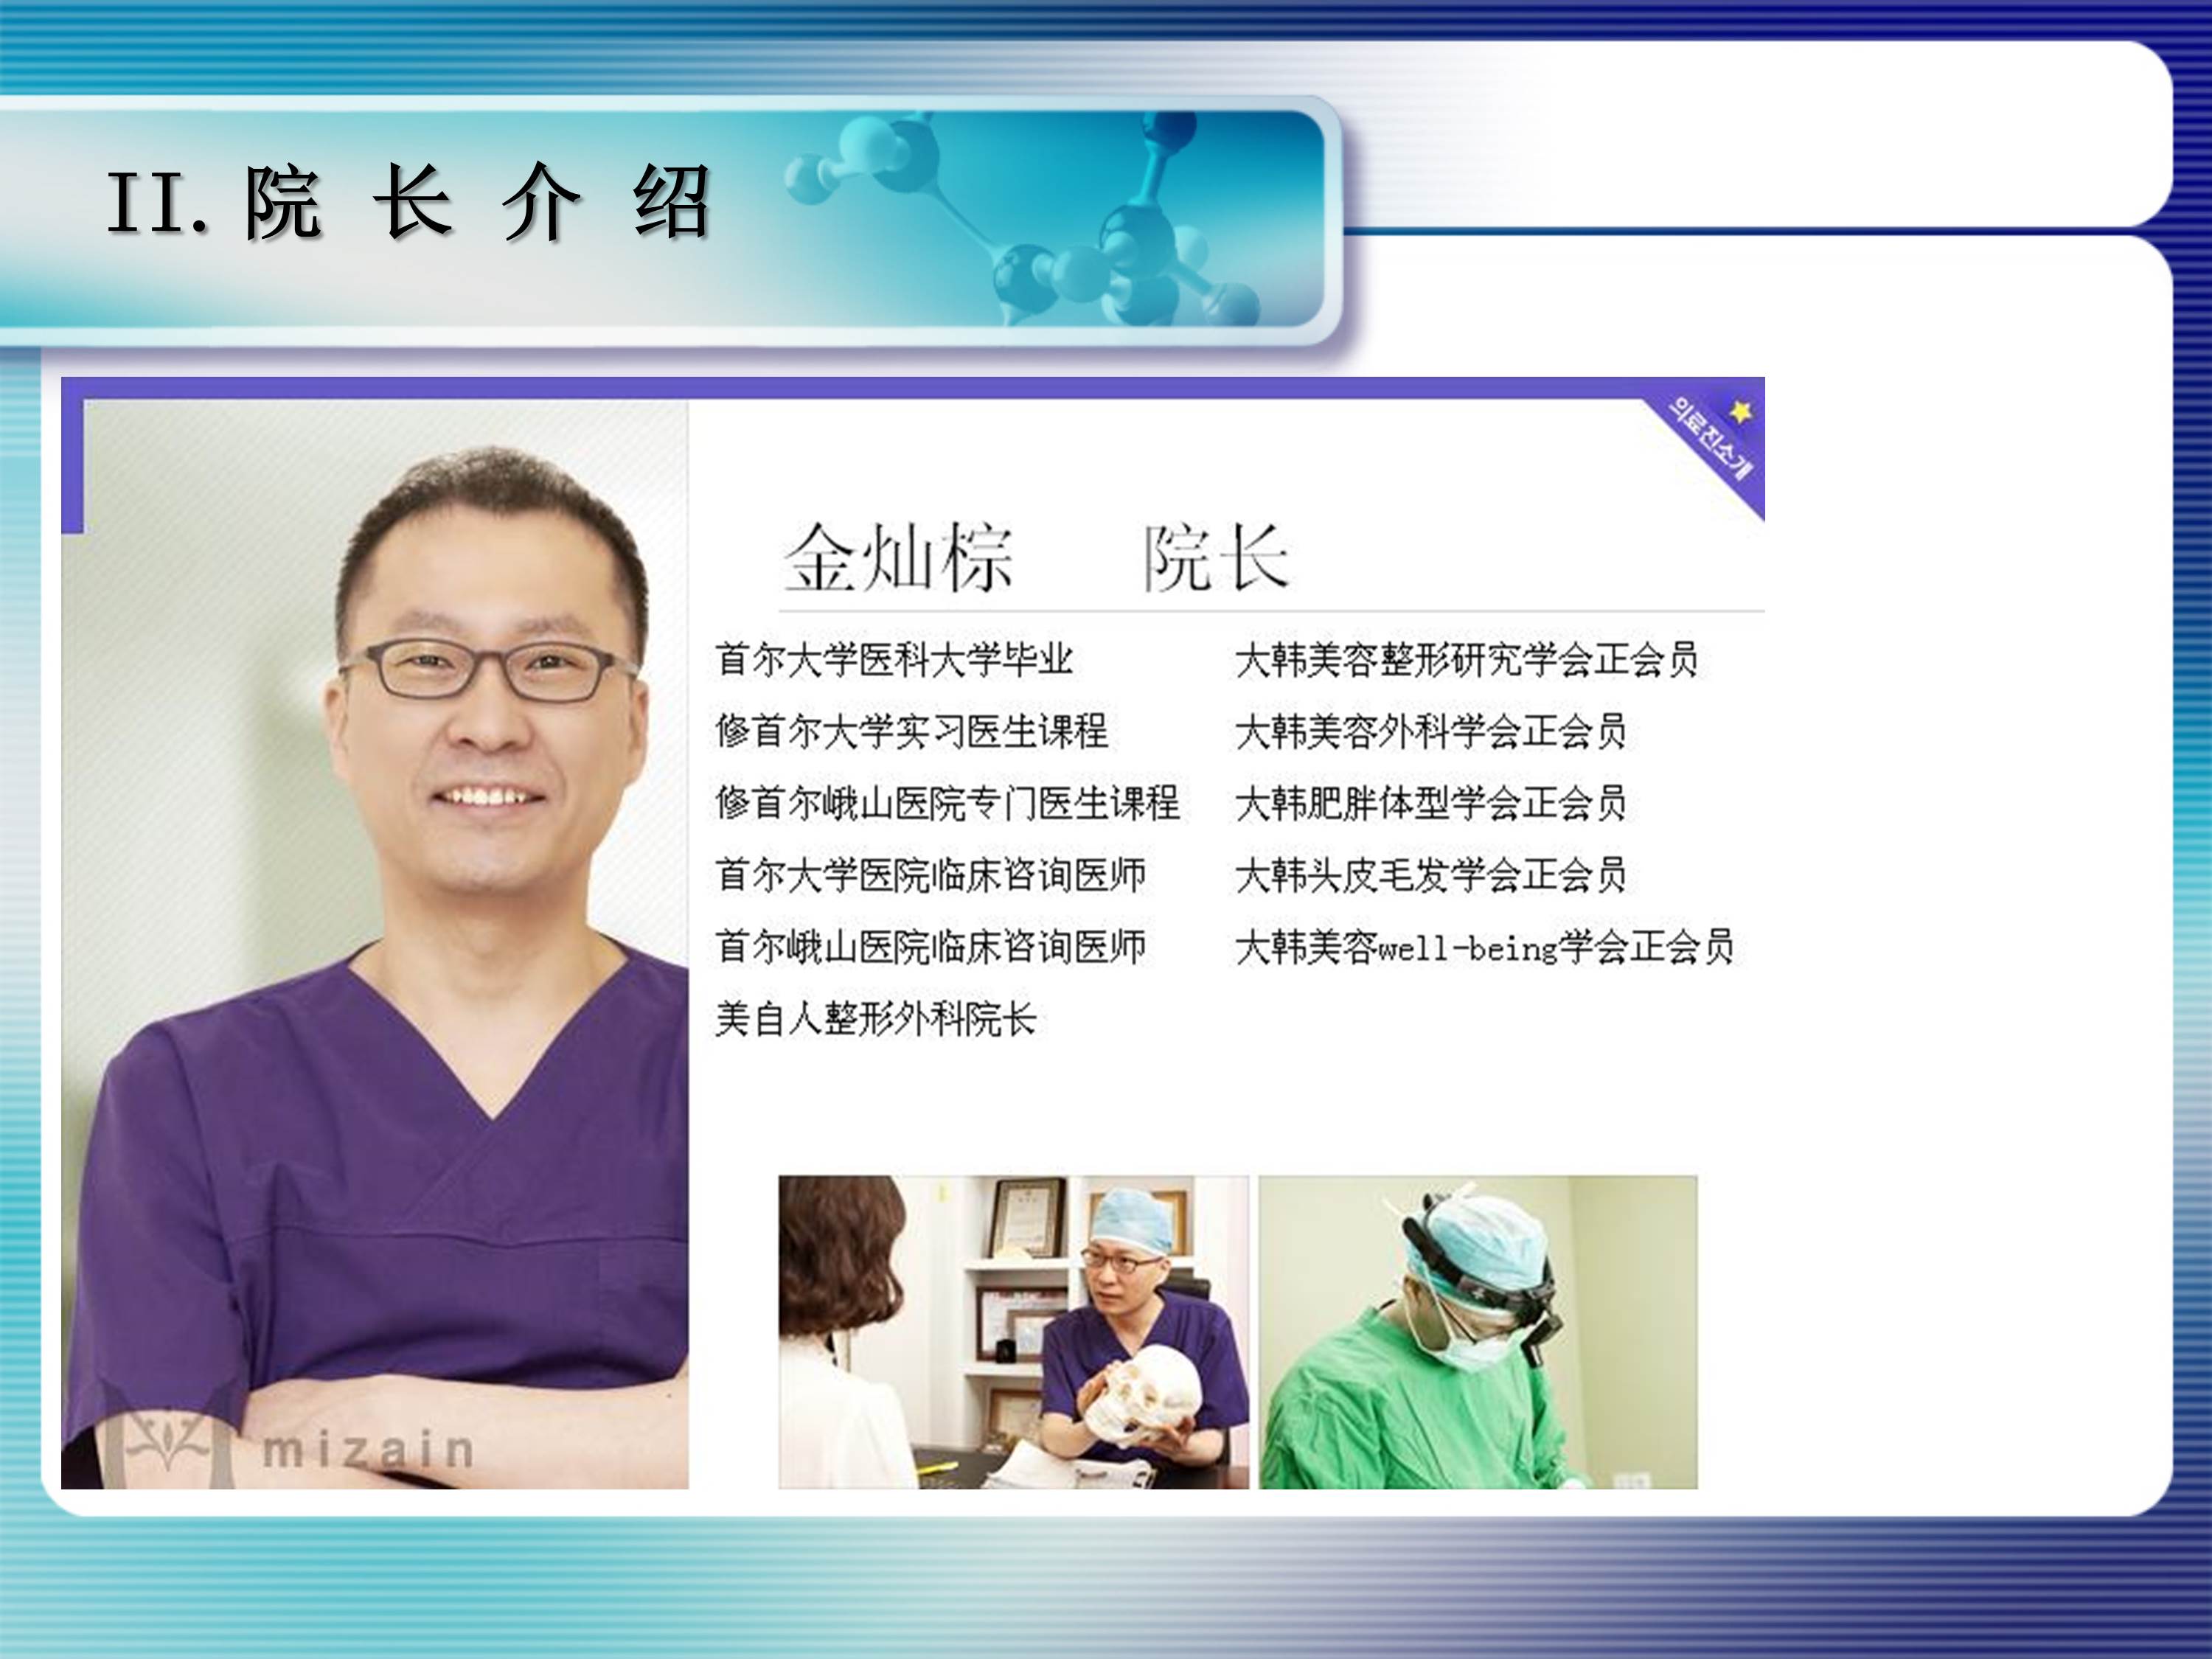 II. 院 长 介 绍
의료진소개
金灿棕 院长
首尔大学医科大学毕业
修首尔大学实习医生课程
修首尔峨山医院专门医生课程
首尔大学医院临床咨询医师
首尔峨山医院临床咨询医师
美自人整形外科院长
大韩美容整形研究学会正会员
大韩美容外科学会正会员
大韩肥胖体型学会正会员
大韩头皮毛发学会正会员
大韩美容well-being学会正会员
mizain